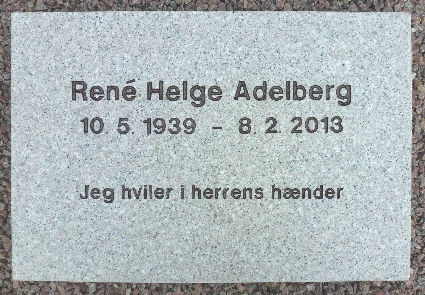 René Helge Adelberg
10. 5. 1939 – 8. 2. 2013
Jeg hviler i herrens hænder